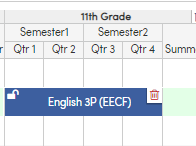 11th Grade
Semester1 Semester2
r Qtr 1 Qtr 2 Qtr 3 Qtr 4 Summ
English 3P (EECF)